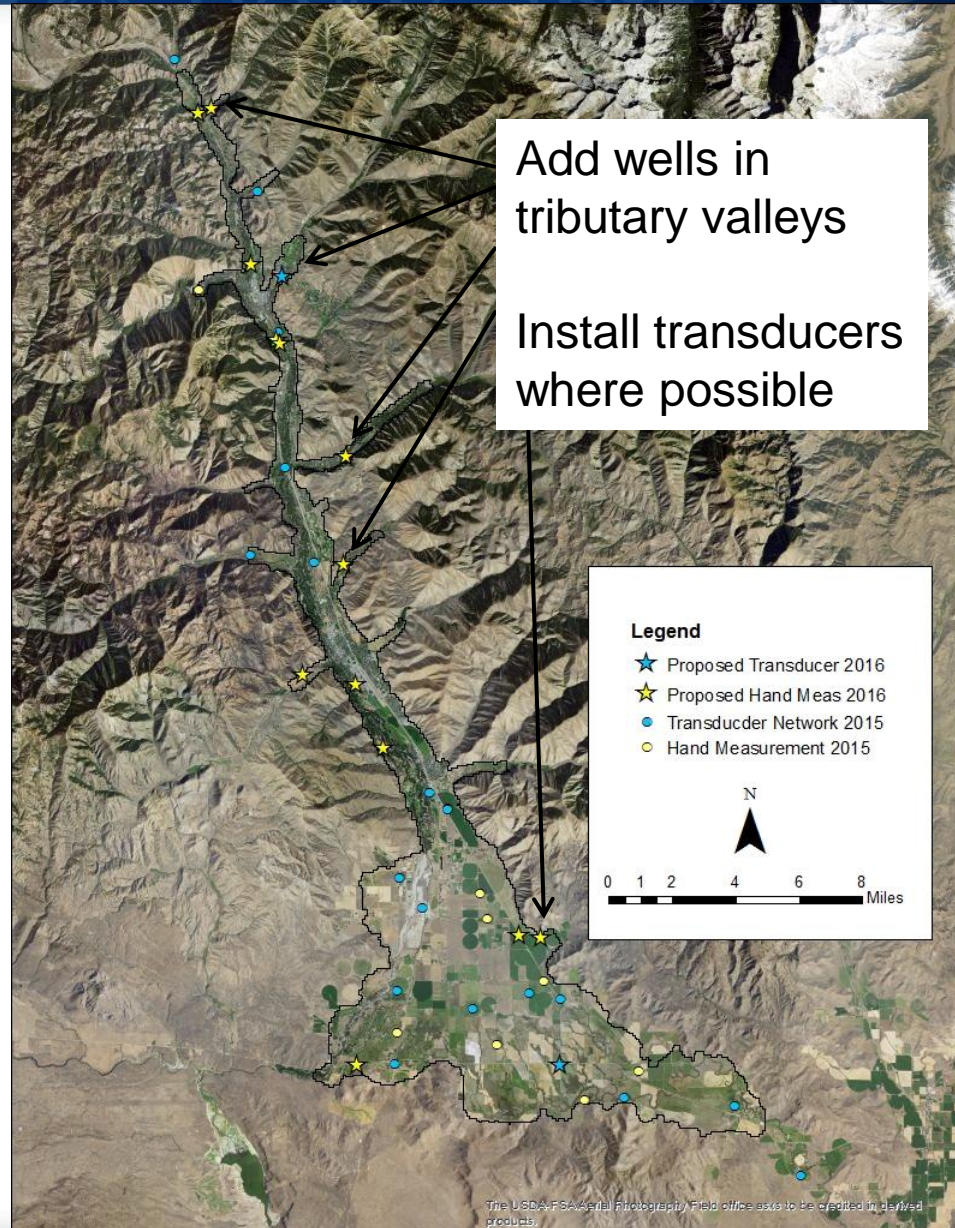 Add wells in
tributary valleys
Install transducers
where possible
Legend
Proposed Transducer 2016
Proposed Hand Meas 2016
Transducder Network 2015
Hand Measurement 2015
N
0 1 2 4 6 8
Miles
The USDA-FSA Aerial Photography Field office asks to be credited in derived
products.